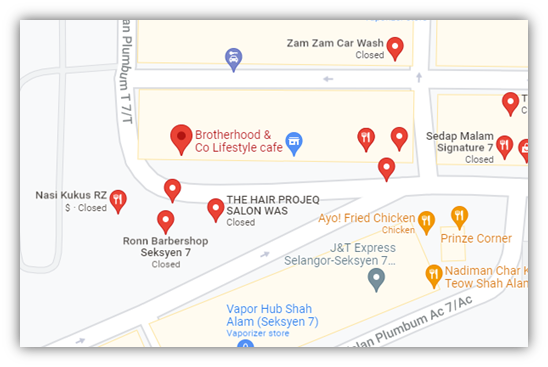 Vaporizer store
Zam Zam Car Wash
Closed
lan Plumbum T 7/T
Brotherhood &
Co Lifestyle cafe
Sedap Malam
Signature 7
Closed
Nasi Kukus RZ
$ · Closed
THE HAIR PROJEQ
SALON WAS
Closed
Ronn Barbershop
Seksyen 7
Closed
Ayo! Fried Chicken
Chicken
Prinze Corner
J&T Express
Selangor-Seksyen 7...
Nadiman Char K
Teow Shah Alam
Vapor Hub Shah
Alam (Seksyen 7)
Vaporizer store
Jalan Plumbum Ac 7/Ac